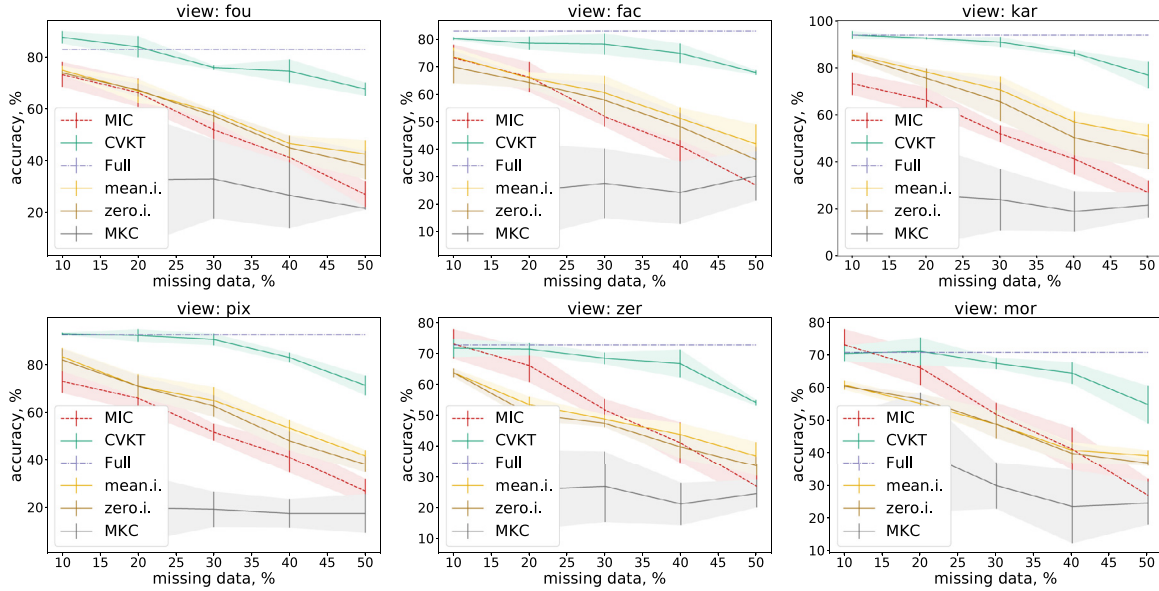 view: fou
accuracy, %
80
60
40
20
MIC
CVKT
Full
mean.i.
zero.i.
MKC
10 15 20 25 30 35 40 45 50
missing data, %
view: fac
accuracy, %
80
70
60
50
40
30
20
10
MIC
CVKT
Full
mean.i.
zero.i.
MKC
10 15 20 25 30 35 40 45 50
missing data, %
view: kar
accuracy, %
100
80
60
40
20
0
MIC
CVKT
Full
mean.i.
zero.i.
MKC
10 15 20 25 30 35 40 45 50
missing data, %
view: pix
accuracy, %
80
60
40
20
MIC
CVKT
Full
mean.i.
zero.i.
MKC
10 15 20 25 30 35 40 45 50
missing data, %
view: zer
accuracy, %
80
70
60
50
40
30
20
10
MIC
CVKT
Full
mean.i.
zero.i.
MKC
10 15 20 25 30 35 40 45 50
missing data, %
view: mor
accuracy, %
80
70
60
50
40
30
20
10
MIC
CVKT
Full
mean.i.
zero.i.
MKC
10 15 20 25 30 35 40 45 50
missing data, %